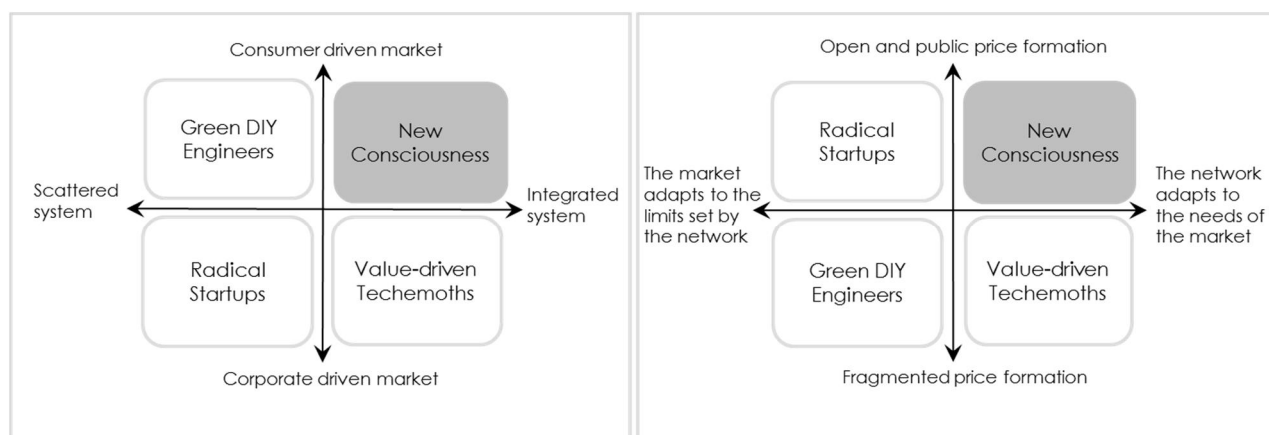 Consumer driven market
Green DIY
Engineers
New
Consciousness
Scattered
system
Integrated
system
Radical
Startups
Value-driven
Techemoths
Corporate driven market
Open and public price formation
Radical
Startups
New
Consciousness
The market
adapts to the
limits set by
the network
The network
adapts to
the needs of
the market
Green DIY
Engineers
Value-driven
Techemoths
Fragmented price formation